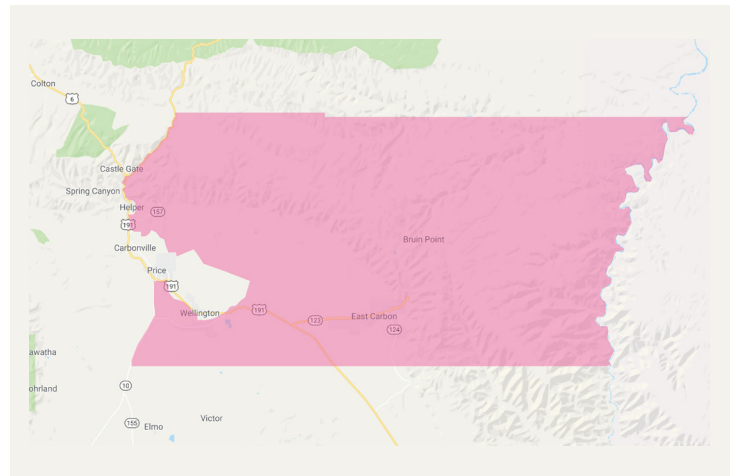 Colton
6
Castle Gate
Spring Canyon
Helper
157
191
Carbonville
Bruin Point
Price
191
Wellington
191
123
East Carbon
124
awatha
10
ohrland
Victor
155
Elmo